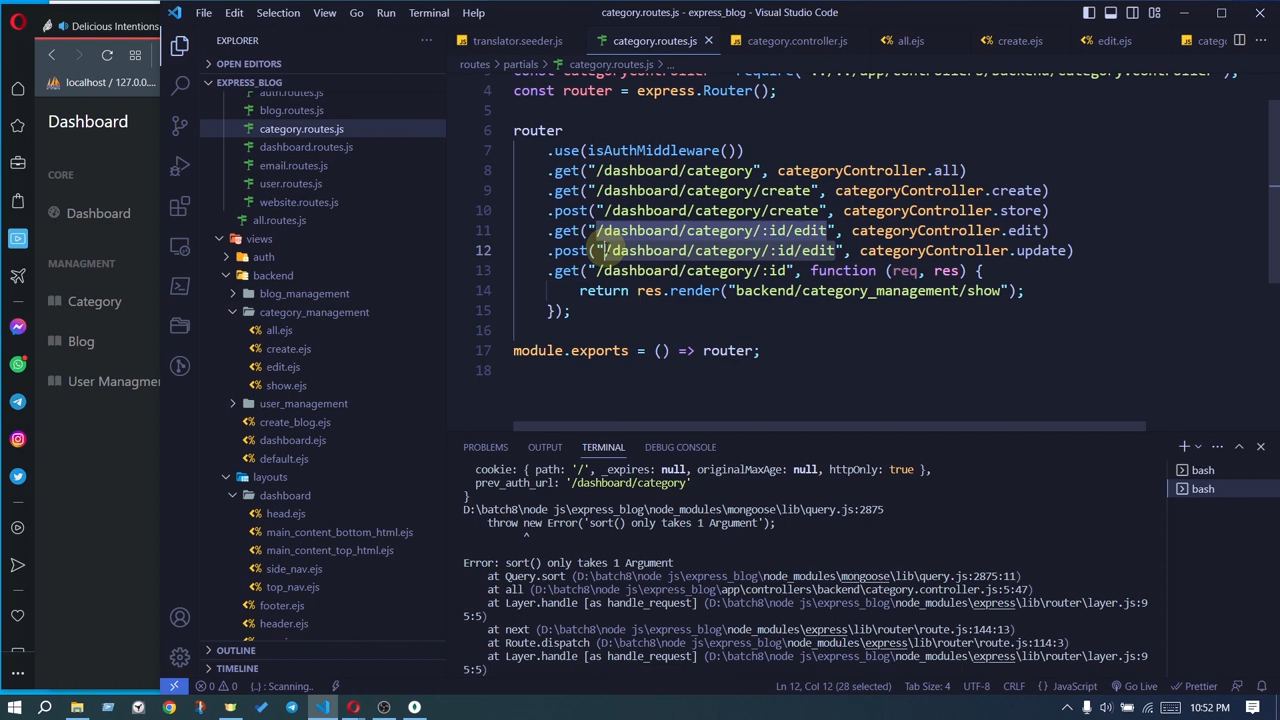 Delicious Intentions
File Edit Selection View Go Run Terminal Help
category.routes.js - express_blog - Visual Studio Code
localhost / 127.0.0....
Dashboard
CORE
Dashboard
MANAGMENT
Category
Blog
User Managmer
EXPLORER
OPEN EDITORS
EXPRESS_BLOG
auth.routes.js
blog.routes.js
category.routes.js
dashboard.routes.js
email.routes.js
user.routes.js
website.routes.js
all.routes.js
views
auth
backend
blog_management
category_management
all.ejs
create.ejs
edit.ejs
show.ejs
user_management
create_blog.ejs
dashboard.ejs
default.ejs
layouts
dashboard
head.ejs
main_content_bottom_html.ejs
main_content_top_html.ejs
side_nav.ejs
top_nav.ejs
footer.ejs
header.ejs
OUTLINE
TIMELINE
translator.seeder.js category.routes.js category.controller.js all.ejs create.ejs edit.ejs categ
routes > partials > category.routes.js > ...
4 const router = express.Router();
5
6 router
7 .use(isAuthMiddleware())
8 .get("/dashboard/category", categoryController.all)
9 .get("/dashboard/category/create", categoryController.create)
10 .post("/dashboard/category/create", categoryController.store)
11 .get("/dashboard/category/:id/edit", categoryController.edit)
12 .post("/dashboard/category/:id/edit", categoryController.update)
13 .get("/dashboard/category/:id", function (req, res) {
14 return res.render("backend/category_management/show");
15 });
16
17 module.exports = () => router;
18
PROBLEMS OUTPUT TERMINAL DEBUG CONSOLE
bash
bash
cookie: { path: '/', _expires: null, originalMaxAge: null, httpOnly: true },
prev_auth_url: '/dashboard/category'
}
D:\batch8\node js\express_blog\node_modules\mongoose\lib\query.js:2875
throw new Error('sort() only takes 1 Argument');
^
Error: sort() only takes 1 Argument
at Query.sort (D:\batch8\node js\express_blog\node_modules\mongoose\lib\query.js:2875:11)
at all (D:\batch8\node js\express_blog\app\controllers\backend\category.controller.js:5:47)
at Layer.handle [as handle_request] (D:\batch8\node js\express_blog\node_modules\express\lib\router\layer.js:9
5:5)
at next (D:\batch8\node js\express_blog\node_modules\express\lib\router\route.js:144:13)
at Route.dispatch (D:\batch8\node js\express_blog\node_modules\express\lib\router\route.js:114:3)
at Layer.handle [as handle_request] (D:\batch8\node js\express_blog\node_modules\express\lib\router\layer.js:9
5:5)
0 0 {..} : Scanning.. Ln 12, Col 12 (28 selected) Tab Size: 4 UTF-8 CRLF { } JavaScript Go Live Prettier
10:52 PM